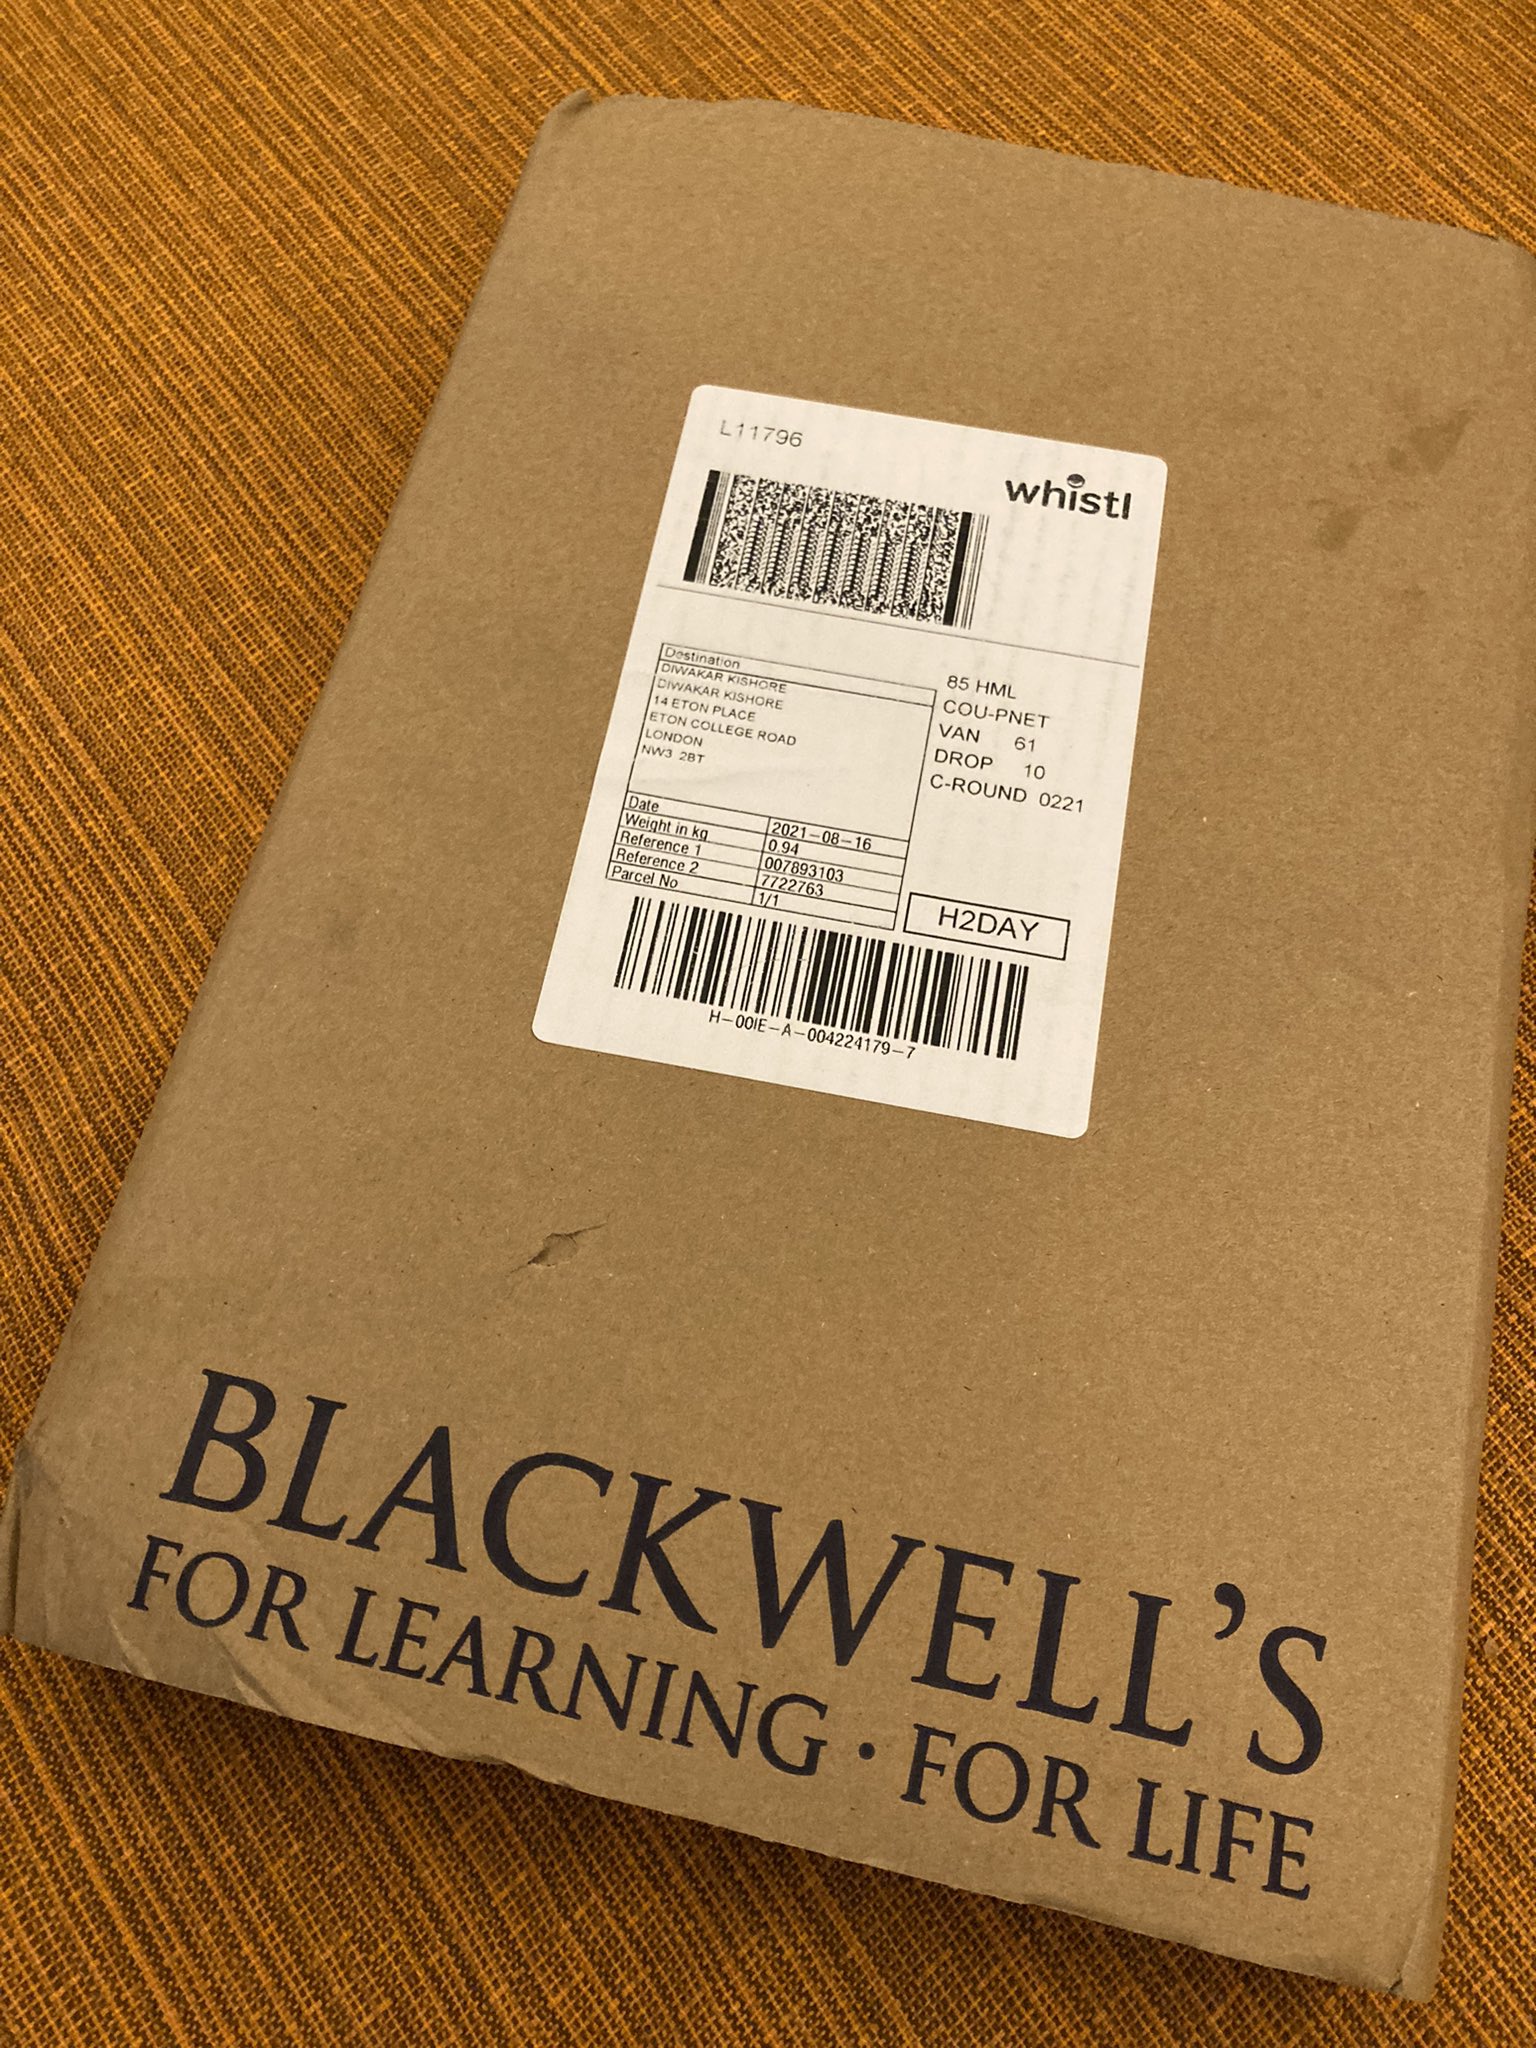 L11796
whistl
Destination
DIWAKAR KISHORE
DIWAKAR KISHORE
14 ETON PLACE
ETON COLLEGE ROAD
LONDON
NW3 2BT
85 HML
COU-PNET
VAN 61
DROP 10
C-ROUND 0221
Date 2021-08-16
Weight in kg 0.94
Reference 1 007893103
Reference 2 7722763
Parcel No 1/1
H2DAY
H-00IE-A-004224179-7
BLACKWELL'S
FOR LEARNING · FOR LIFE